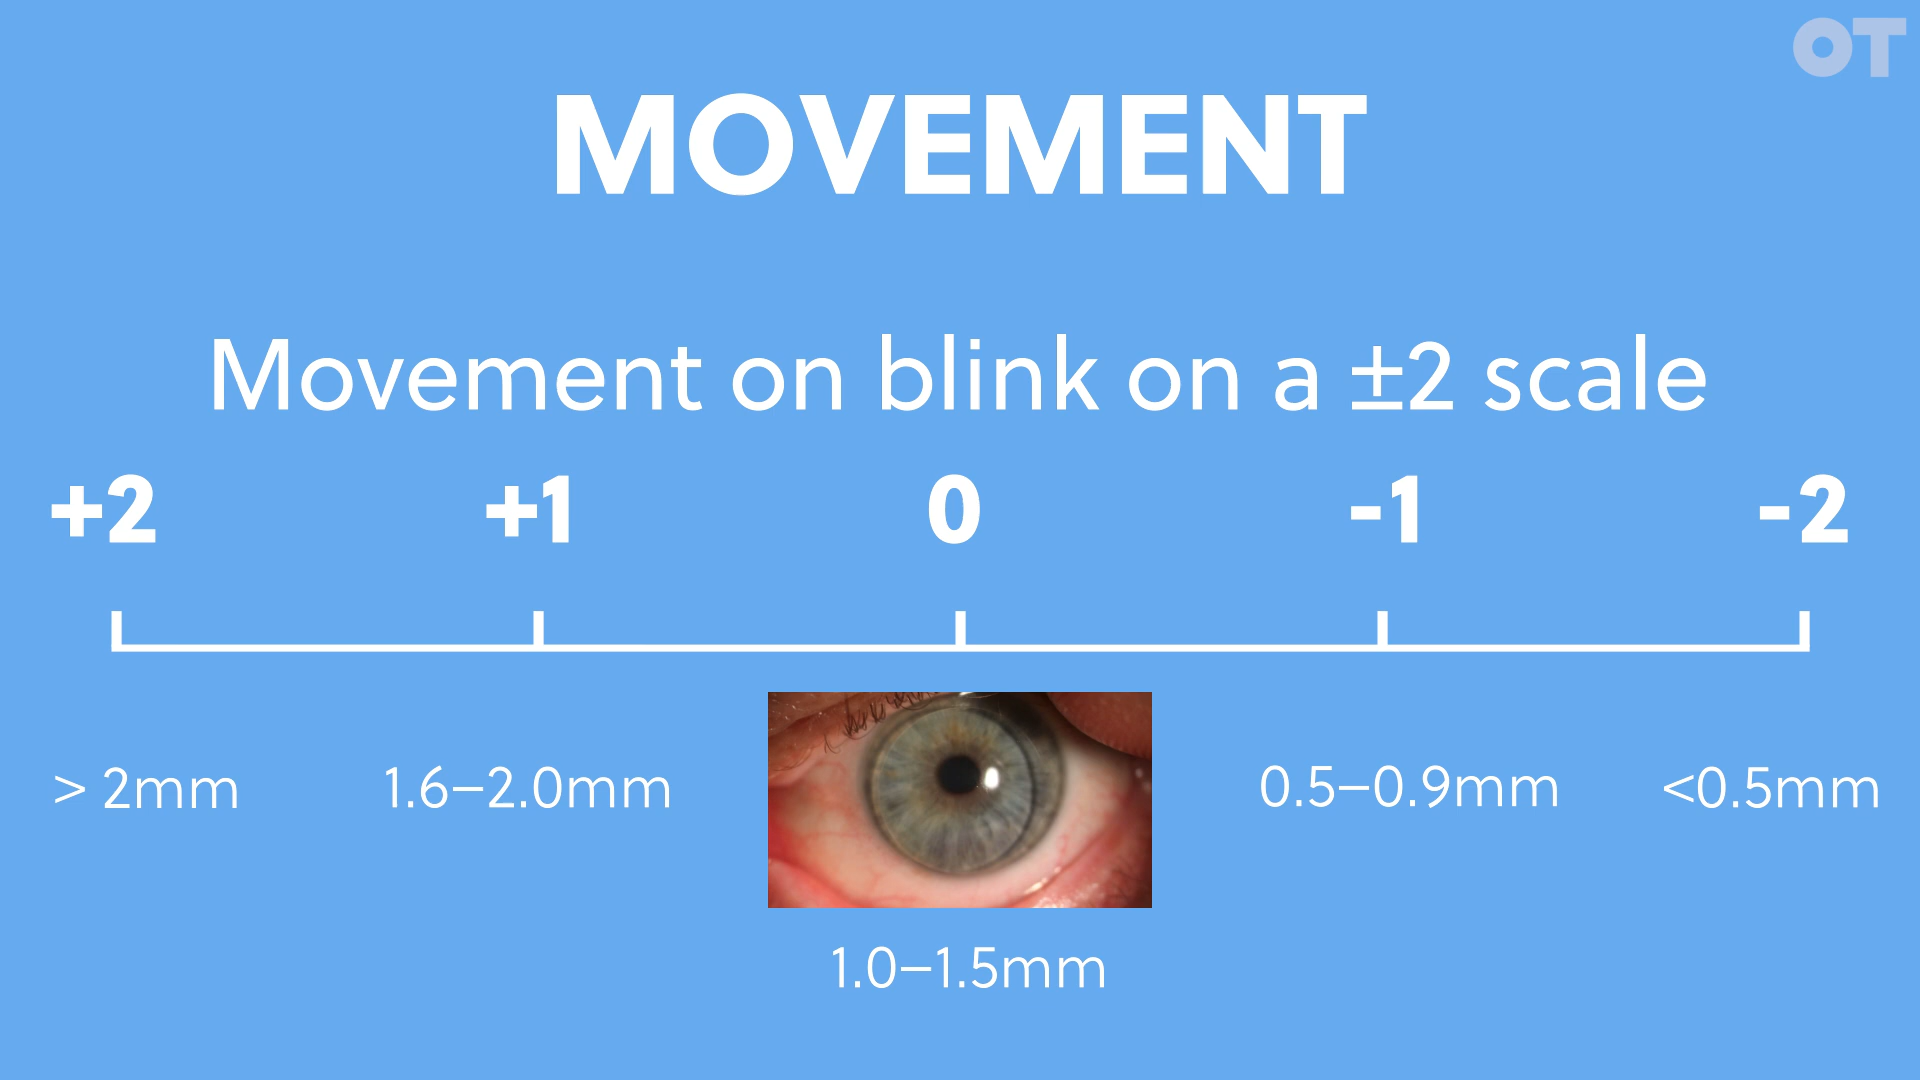 OT
MOVEMENT
Movement on blink on a ±2 scale
+2 +1 0 -1 -2
> 2mm 1.6–2.0mm 0.5–0.9mm <0.5mm
1.0–1.5mm